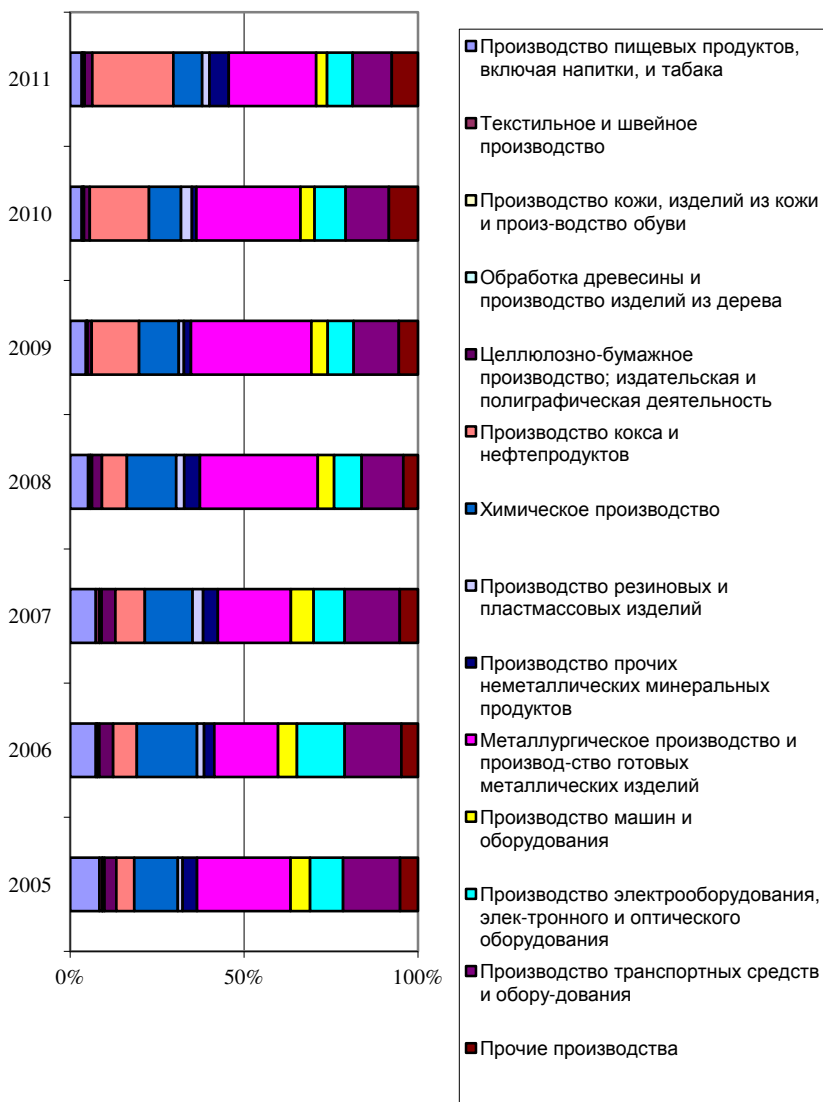 2011
2010
2009
2008
2007
2006
2005
0%
50%
100%
Производство пищевых продуктов,
включая напитки, и табака
Текстильное и швейное
производство
Производство кожи, изделий из кожи
и произ-водство обуви
Обработка древесины и
производство изделий из дерева
Целлюлозно-бумажное
производство; издательская и
полиграфическая деятельность
Производство кокса и
нефтепродуктов
Химическое производство
Производство резиновых и
пластмассовых изделий
Производство прочих
неметаллических минеральных
продуктов
Металлургическое производство и
производ-ство готовых
металлических изделий
Производство машин и
оборудования
Производство электрооборудования,
элек-тронного и оптического
оборудования
Производство транспортных средств
и обору-дования
Прочие производства